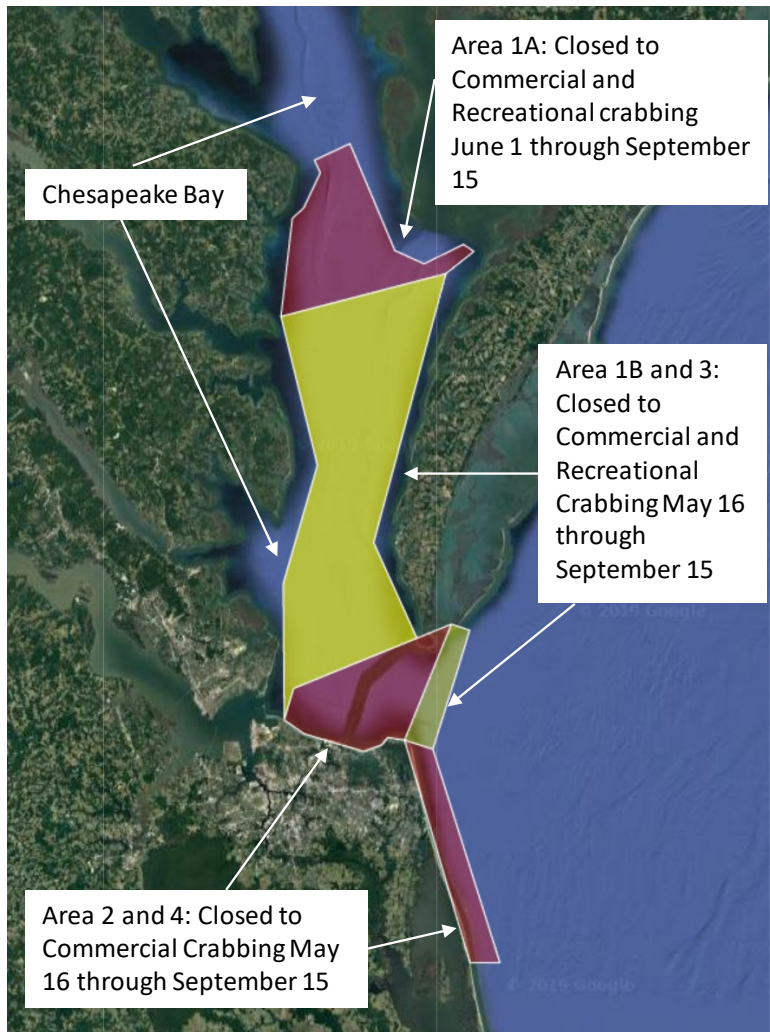 Area 1A: Closed to
Commercial and
Recreational crabbing
June 1 through September
15
Chesapeake Bay
Area 1B and 3:
Closed to
Commercial and
Recreational
Crabbing May 16
through
September 15
© 2019 Google
Area 2 and 4: Closed to
Commercial Crabbing May
16 through September 15
© 2019 Google